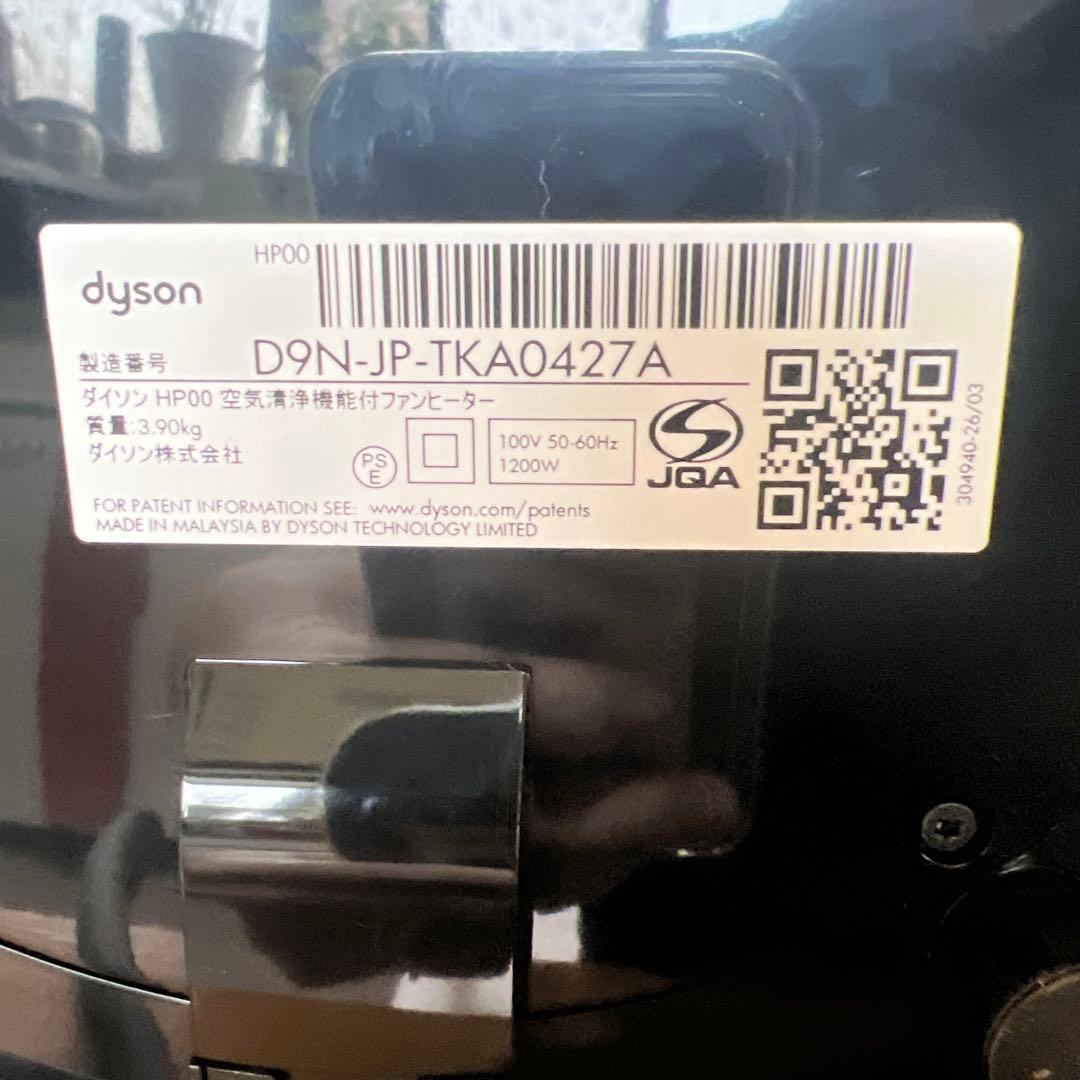 HP00
dyson
製造番号 D9N-JP-TKA0427A
ダイソン HP00 空気清浄機能付ファンヒーター
質量:3.90kg
ダイソン株式会社
PS
E
100V 50-60Hz
1200W
JQA
304940-26/03
FOR PATENT INFORMATION SEE: www.dyson.com/patents
MADE IN MALAYSIA BY DYSON TECHNOLOGY LIMITED